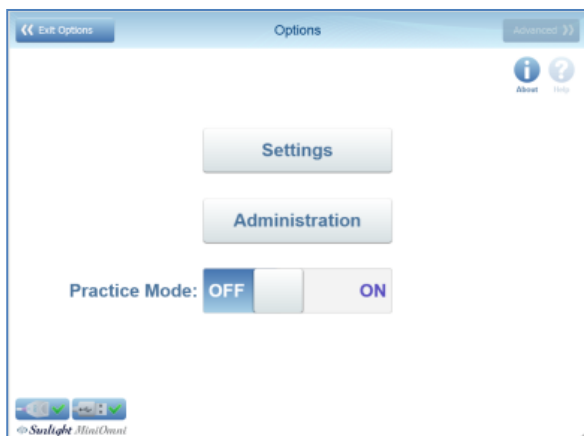 ❮❮ Exit Options
Options
Advanced ❯❯
About
Help
Settings
Administration
Practice Mode: OFF ON
Sunlight MiniOmni